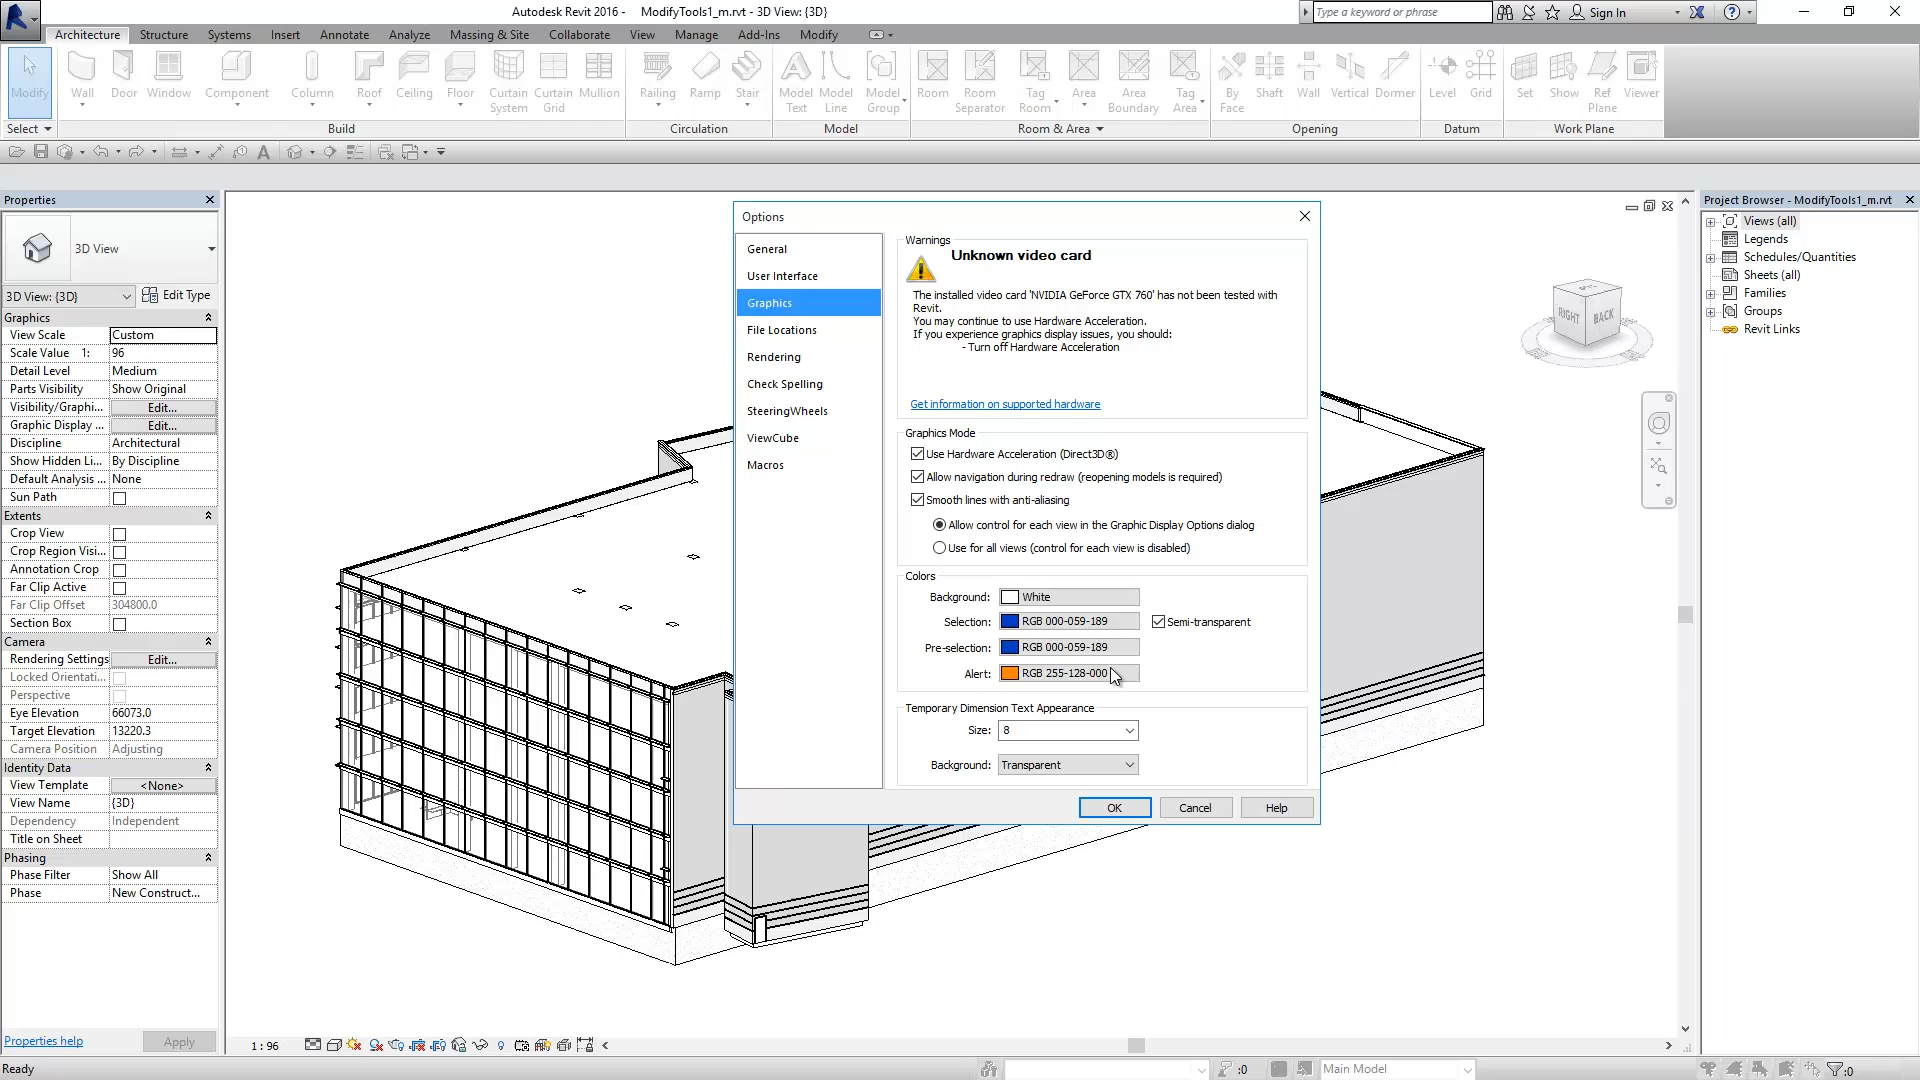 Autodesk Revit 2016 - ModifyTools1_m.rvt - 3D View: {3D}
Type a keyword or phrase
Sign In
Architecture Structure Systems Insert Annotate Analyze Massing & Site Collaborate View Manage Add-Ins Modify
Modify Wall Door Window Component Column Roof Ceiling Floor Curtain System Curtain Grid Mullion Railing Ramp Stair Model Text Model Line Model Group Room Room Separator Tag Room Area Area Boundary Tag Area By Face Shaft Wall Vertical Dormer Level Grid Set Show Ref Plane Viewer
Select Build Circulation Model Room & Area Opening Datum Work Plane
Properties
3D View
3D View: {3D} Edit Type
Graphics
View Scale Custom
Scale Value 1: 96
Detail Level Medium
Parts Visibility Show Original
Visibility/Graphi... Edit...
Graphic Display ... Edit...
Discipline Architectural
Show Hidden Li... By Discipline
Default Analysis ... None
Sun Path
Extents
Crop View
Crop Region Visi...
Annotation Crop
Far Clip Active
Far Clip Offset 304800.0
Section Box
Camera
Rendering Settings Edit...
Locked Orientati...
Perspective
Eye Elevation 66073.0
Target Elevation 13220.3
Camera Position Adjusting
Identity Data
View Template <None>
View Name {3D}
Dependency Independent
Title on Sheet
Phasing
Phase Filter Show All
Phase New Construct...
Properties help Apply
Options
General
User Interface
Graphics
File Locations
Rendering
Check Spelling
SteeringWheels
ViewCube
Macros
Warnings
Unknown video card
The installed video card 'NVIDIA GeForce GTX 760' has not been tested with
Revit.
You may continue to use Hardware Acceleration.
If you experience graphics display issues, you should:
- Turn off Hardware Acceleration
Get information on supported hardware
Graphics Mode
Use Hardware Acceleration (Direct3D®)
Allow navigation during redraw (reopening models is required)
Smooth lines with anti-aliasing
Allow control for each view in the Graphic Display Options dialog
Use for all views (control for each view is disabled)
Colors
Background: White
Selection: RGB 000-059-189 Semi-transparent
Pre-selection: RGB 000-059-189
Alert: RGB 255-128-000
Temporary Dimension Text Appearance
Size: 8
Background: Transparent
OK Cancel Help
RIGHT BACK
Project Browser - ModifyTools1_m.rvt
Views (all)
Legends
Schedules/Quantities
Sheets (all)
Families
Groups
Revit Links
1 : 96
Ready
:0
Main Model
:0